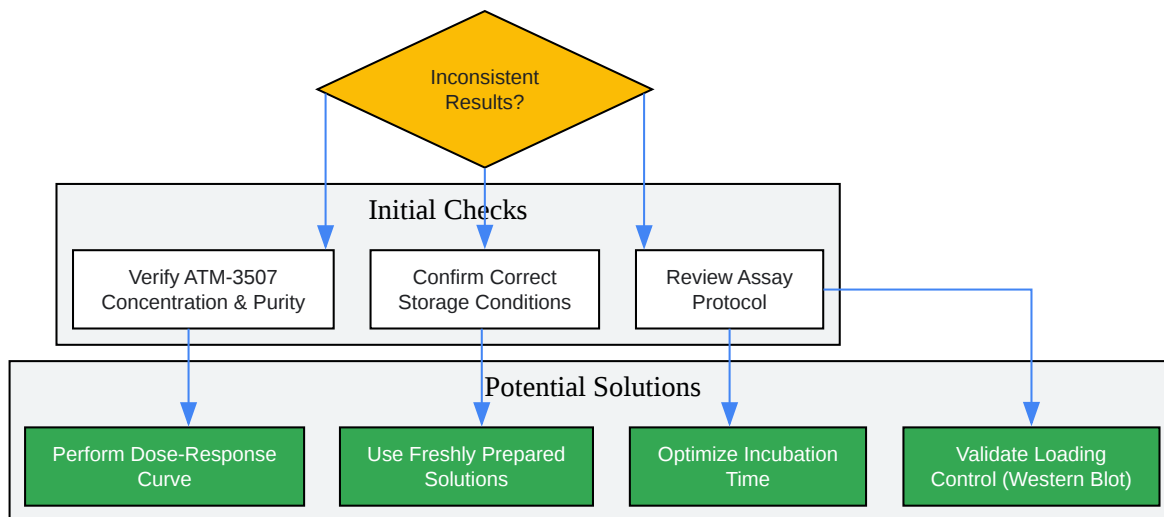 Inconsistent
Results?
Initial Checks
Verify ATM-3507
Concentration & Purity
Confirm Correct
Storage Conditions
Review Assay
Protocol
Potential Solutions
Perform Dose-Response
Curve
Use Freshly Prepared
Solutions
Optimize Incubation
Time
Validate Loading
Control (Western Blot)